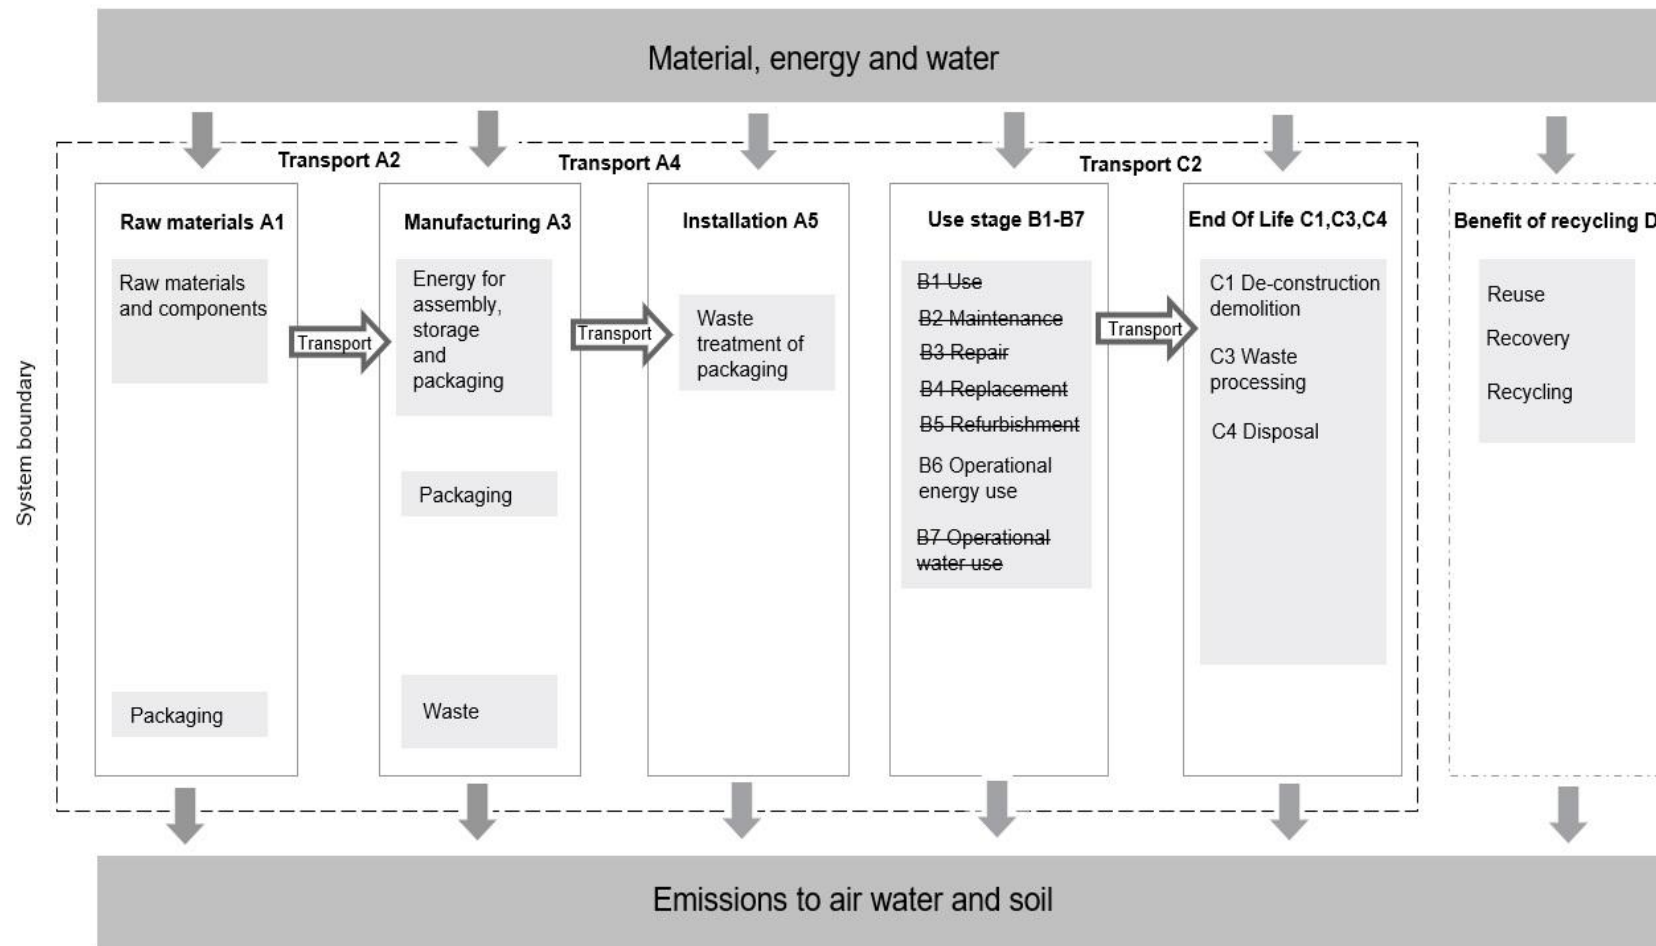 Material, energy and water
System boundary
Transport A2
Transport A4
Transport C2
Raw materials A1
Raw materials
and components
Packaging
Transport
Manufacturing A3
Energy for
assembly,
storage
and
packaging
Packaging
Waste
Transport
Installation A5
Waste
treatment of
packaging
Use stage B1-B7
B1 Use
B2 Maintenance
B3 Repair
B4 Replacement
B5 Refurbishment
B6 Operational
energy use
B7 Operational
water use
Transport
End Of Life C1,C3,C4
C1 De-construction
demolition
C3 Waste
processing
C4 Disposal
Benefit of recycling D
Reuse
Recovery
Recycling
Emissions to air water and soil